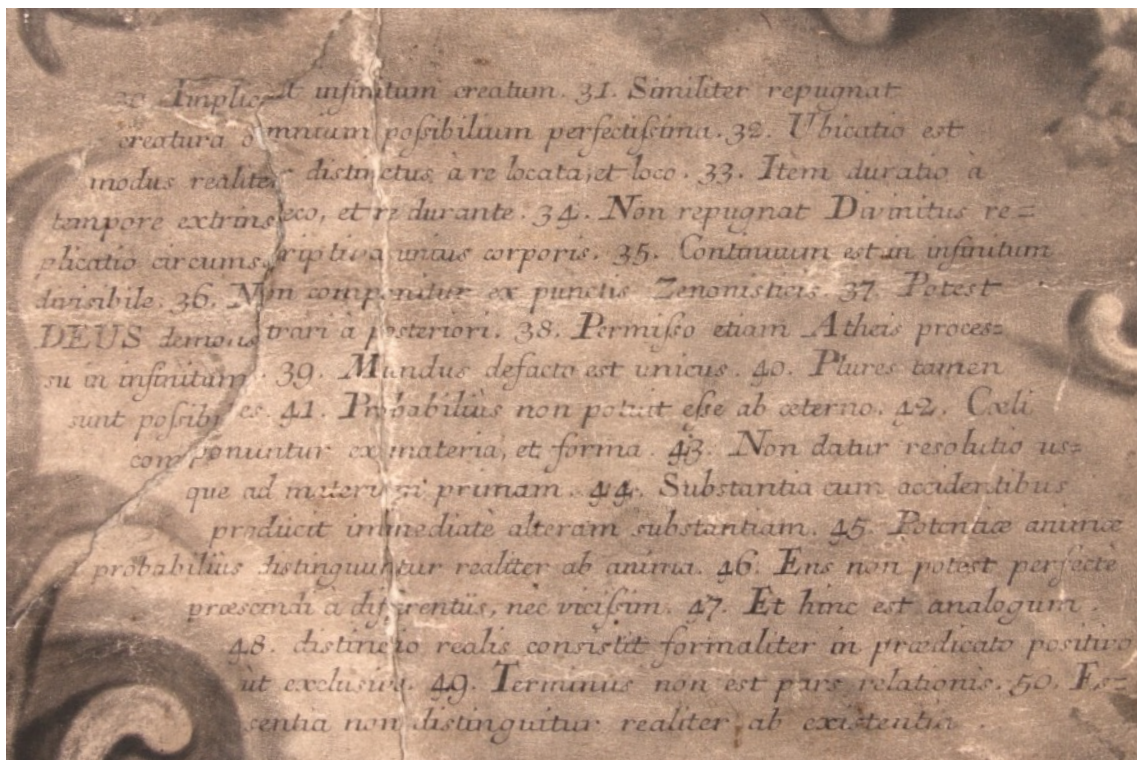 30 Implicat infinitum creatum. 31. Similiter repugnat
creatura omnium poſsibilium perfectiſsima. 32. Ubicatio est
modus realiter distinctus à re locata, et loco. 33. Item duratio à
tempore extrinseco, et re durante. 34. Non repugnat Divinitus re=
plicatio circumscriptiva unius corporis. 35. Continuum est in infinitum
divisibile. 36. Non componitur ex punctis Zenonisticis. 37. Potest
DEUS demonstrari à posteriori. 38. Permiſso etiam Atheis proces=
su in infinitum. 39. Mundus defacto est unicus. 40. Plures tamen
sunt poſsibiles. 41. Probabiliùs non potuit eſse ab æterno. 42. Cæli
componuntur ex materia, et forma. 43. Non datur resolutio us=
que ad materiam primam. 44. Substantia cum accidentibus
producit immediatè alteram substantiam. 45. Potentiæ animæ
probabiliùs distinguuntur realiter ab anima. 46. Ens non potest perfectè
præscindi à differentiis, nec viciſsim. 47. Et hinc est analogum.
48. distinctio realis consistit formaliter in prædicato positivo
ut exclusivè. 49. Terminus non est pars relationis. 50. Es=
sentia non distinguitur realiter ab existentia.